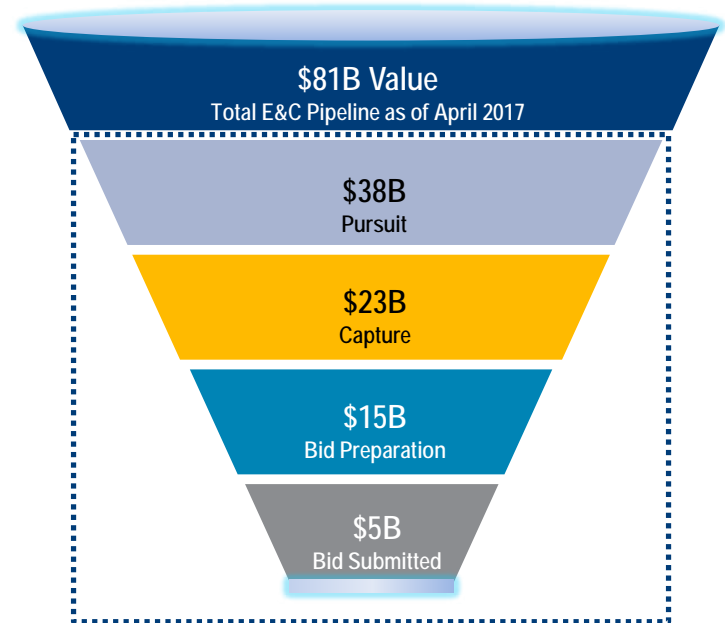 $81B Value
Total E&C Pipeline as of April 2017
$38B
Pursuit
$23B
Capture
$15B
Bid Preparation
$5B
Bid Submitted